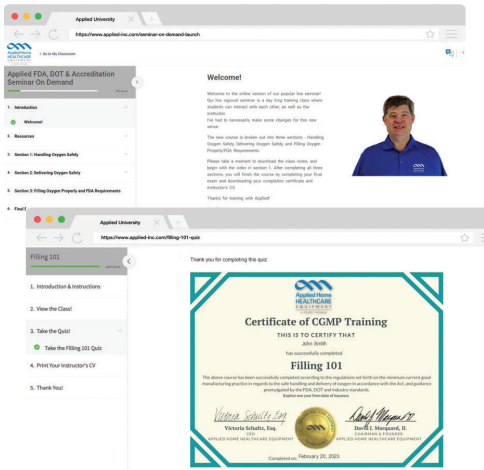 Applied University
https://www.applied-inc.com/seminar-on-demand-launch
Applied Home
HEALTHCARE
EQUIPMENT
Go to My Classroom
Applied FDA, DOT & Accreditation
Seminar On Demand
1. Introduction
Welcome!
2. Resources
3. Section 1: Handling Oxygen Safely
4. Section 2: Delivering Oxygen Safely
5. Section 3: Filling Oxygen Properly and FDA Requirements
6. Final
Welcome!
Welcome to the online version of our popular live seminar!
Our live regional seminar is a day long training class where
students can interact with each other, as well as the
instructor.
I've had to necessarily make some changes for this new
venue.
The new course is broken out into three sections - Handling
Oxygen Safely, Delivering Oxygen Safely, and Filling Oxygen
Properly/FDA Requirements.
Please take a moment to download the class notes, and
begin with the video in section 1. After completing all three
sections, you will finish the course by completing your final
exam and downloading your completion certificate and
instructor's CV.
Thanks for training with Applied!
Applied University
https://www.applied-inc.com/filling-101-quiz
Filling 101
1. Introduction & Instructions
2. View the Class!
3. Take the Quiz!
Take the Filling 101 Quiz
4. Print Your Instructor's CV
5. Thank You!
Thank you for completing this quiz.
Applied Home
HEALTHCARE
EQUIPMENT
Certificate of CGMP Training
THIS IS TO CERTIFY THAT
John Smith
has successfully completed
Filling 101
The above course has been successfully competed according to the regulations set forth on the minimum current good
manufacturing practice in regards to the safe handling and delivery of oxygen in accordance with the Act, and guidance
promulgated by the FDA, DOT and industry standards.
Expires one year from date of issuance.
Victoria Schultz, Esq.
CEO
APPLIED HOME HEALTHCARE EQUIPMENT
David J. Marquard, II.
CHAIRMAN & FOUNDER
APPLIED HOME HEALTHCARE EQUIPMENT
Completed on: February 20, 2023